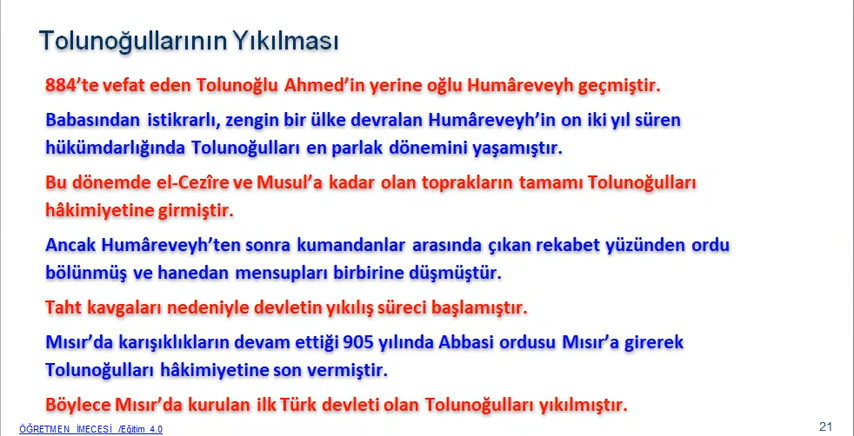 Tolunoğullarının Yıkılması
884’te vefat eden Tolunoğlu Ahmed’in yerine oğlu Humâreveyh geçmiştir.
Babasından istikrarlı, zengin bir ülke devralan Humâreveyh’in on iki yıl süren
hükümdarlığında Tolunoğulları en parlak dönemini yaşamıştır.
Bu dönemde el-Cezîre ve Musul’a kadar olan toprakların tamamı Tolunoğulları
hâkimiyetine girmiştir.
Ancak Humâreveyh’ten sonra kumandanlar arasında çıkan rekabet yüzünden ordu
bölünmüş ve hanedan mensupları birbirine düşmüştür.
Taht kavgaları nedeniyle devletin yıkılış süreci başlamıştır.
Mısır’da karışıklıkların devam ettiği 905 yılında Abbasi ordusu Mısır’a girerek
Tolunoğulları hâkimiyetine son vermiştir.
Böylece Mısır’da kurulan ilk Türk devleti olan Tolunoğulları yıkılmıştır.
ÖĞRETMEN İMECESİ /Eğitim 4.0
21